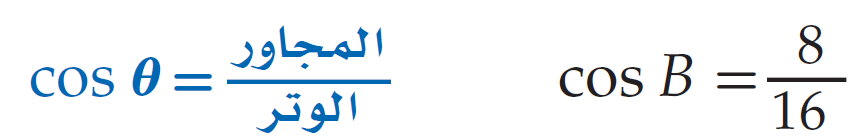 cos θ = المجاور / الوتر
cos B = 8 / 16